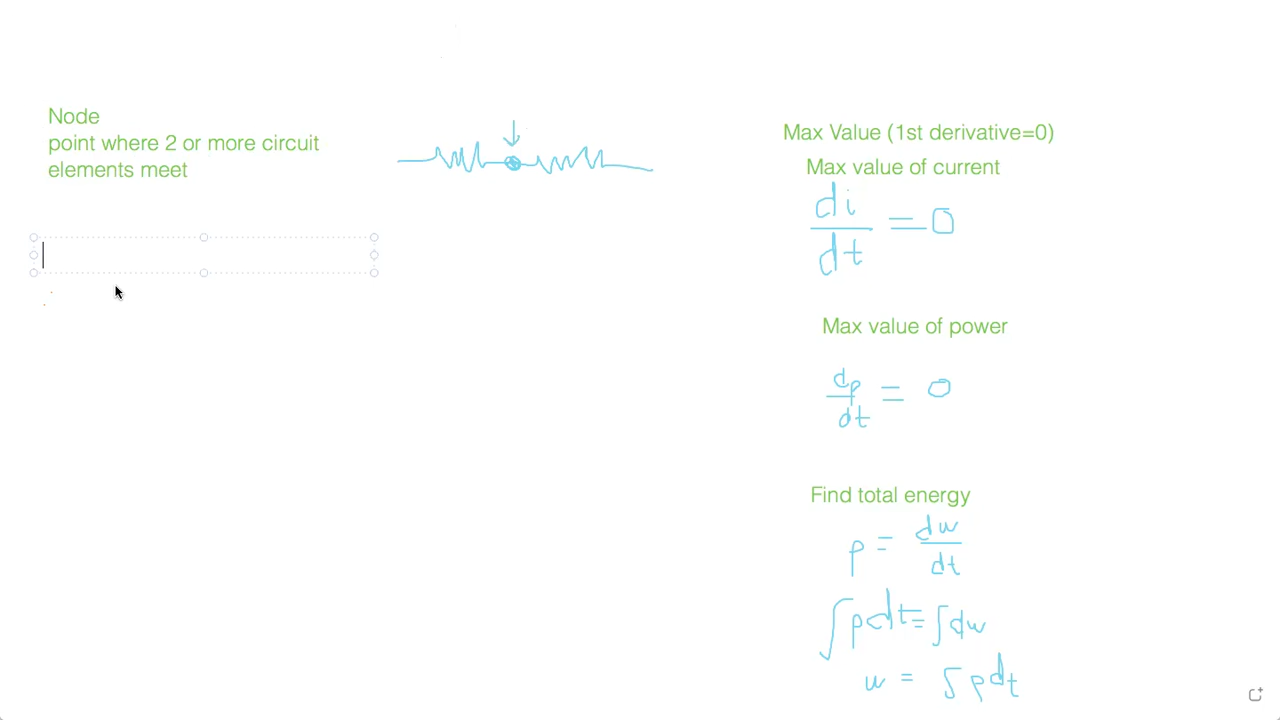 Node
point where 2 or more circuit
elements meet
Max Value (1st derivative=0)
Max value of current
di/dt = 0
Max value of power
dp/dt = 0
Find total energy
p = dw/dt
∫pdt = ∫dw
w = ∫pdt